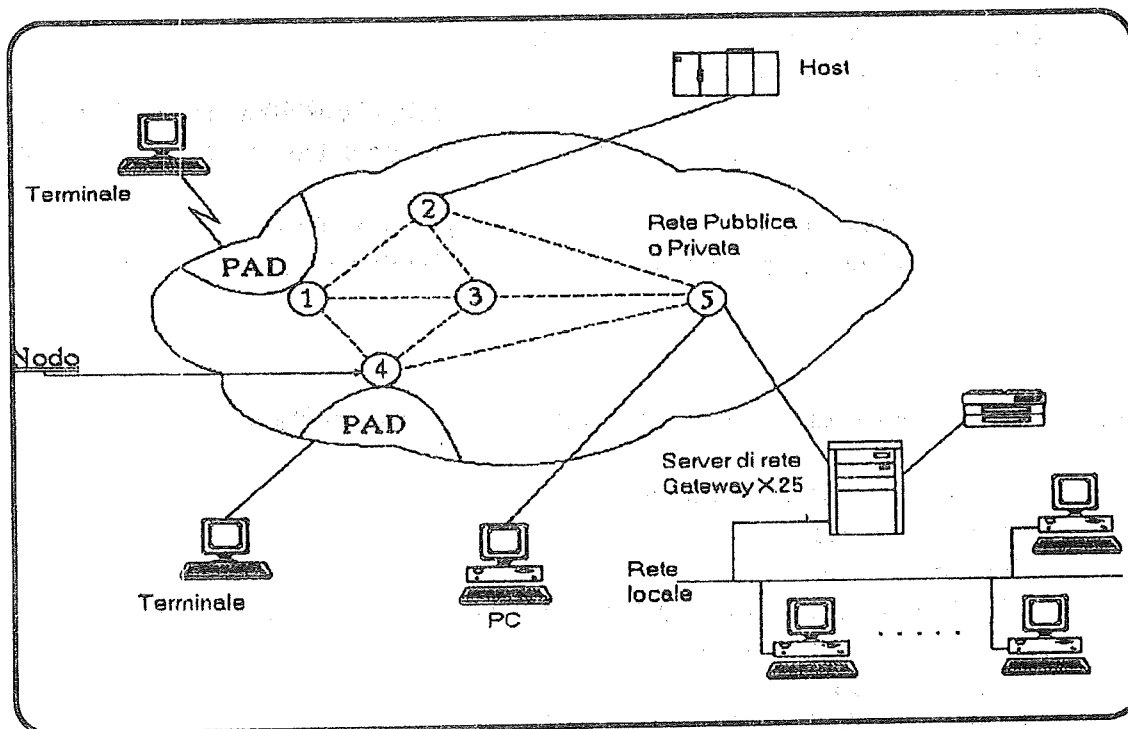 Host
Terminale
2
Rete Pubblica
o Privata
PAD
1
3
5
Nodo
4
PAD
Server di rete
Gateway X.25
Rete
locale
Terminale
PC